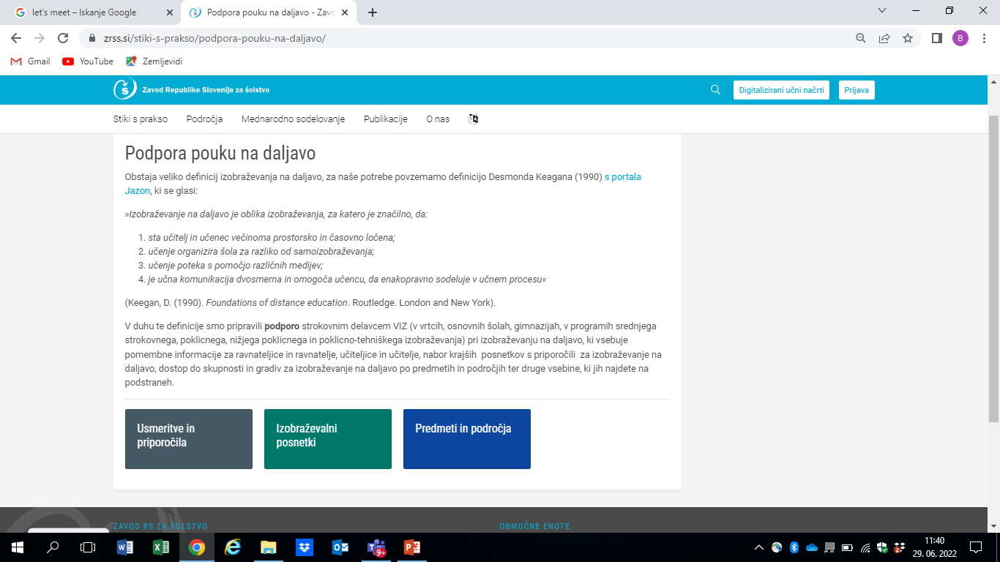 let's meet – Iskanje Google
Podpora pouku na daljavo - Zavo
zrss.si/stiki-s-prakso/podpora-pouku-na-daljavo/
B
Gmail
YouTube
Zemljevidi
Zavod Republike Slovenije za šolstvo
Digitalizirani učni načrti
Prijava
Stiki s prakso
Področja
Mednarodno sodelovanje
Publikacije
O nas
Podpora pouku na daljavo
Obstaja veliko definicij izobraževanja na daljavo, za naše potrebe povzemamo definicijo Desmonda Keagana (1990) s portala
Jazon, ki se glasi:
»Izobraževanje na daljavo je oblika izobraževanja, za katero je značilno, da:
1. sta učitelj in učenec večinoma prostorsko in časovno ločena;
2. učenje organizira šola za razliko od samoizobraževanja;
3. učenje poteka s pomočjo različnih medijev;
4. je učna komunikacija dvosmerna in omogoča učencu, da enakopravno sodeluje v učnem procesu«
(Keegan, D. (1990). Foundations of distance education. Routledge. London and New York).
V duhu te definicije smo pripravili podporo strokovnim delavcem VIZ (v vrtcih, osnovnih šolah, gimnazijah, v programih srednjega
strokovnega, poklicnega, nižjega poklicnega in poklicno-tehniškega izobraževanja) pri izobraževanju na daljavo, ki vsebuje
pomembne informacije za ravnateljice in ravnatelje, učiteljice in učitelje, nabor krajših posnetkov s priporočili za izobraževanje na
daljavo, dostop do skupnosti in gradiv za izobraževanje na daljavo po predmetih in področjih ter druge vsebine, ki jih najdete na
podstraneh.
Usmeritve in
priporočila
Izobraževalni
posnetki
Predmeti in področja
ZAVOD RS ZA ŠOLSTVO
OBMOČNE ENOTE
9+
11:40
29. 06. 2022